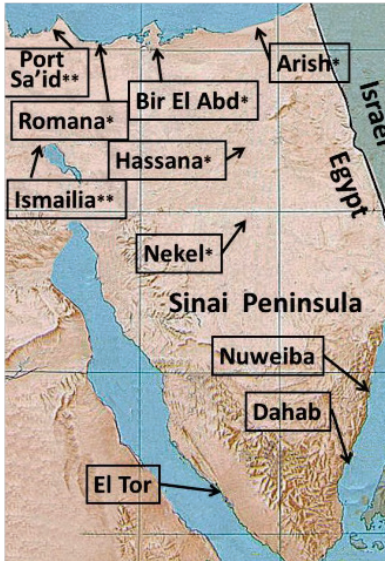 Port
Sa'id**
Romana*
Bir El Abd*
Arish*
Israel
Egypt
Hassana*
Ismailia**
Nekel*
Sinai Peninsula
Nuweiba
Dahab
El Tor